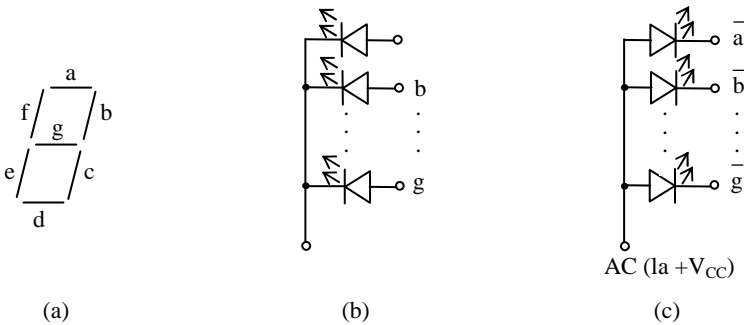 a
f
b
g
e
c
d
(a)
b
. .
. .
. .
g
(b)
a̅
b̅
. .
. .
. .
g̅
AC (la +V_CC)
(c)